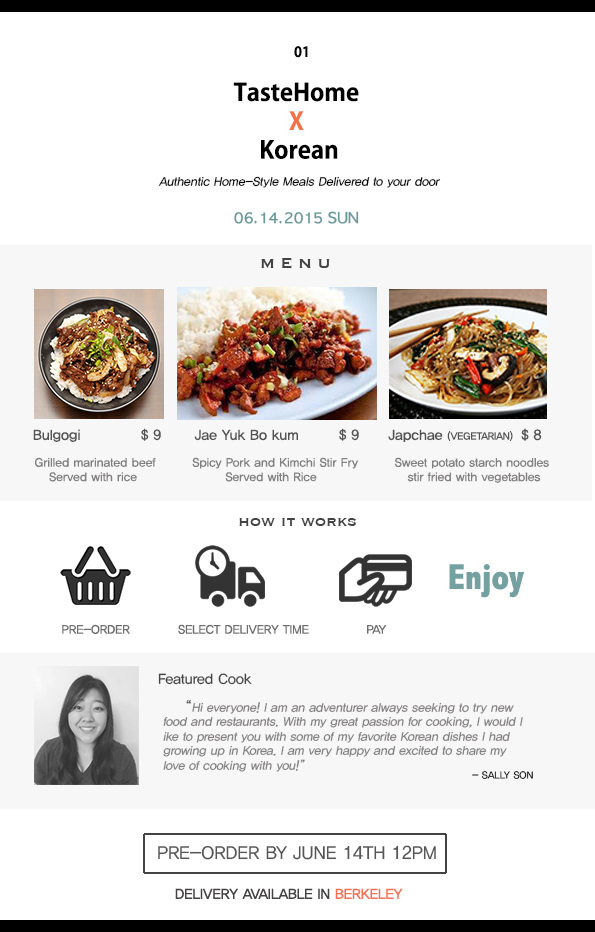 01
TasteHome
X
Korean
Authentic Home-Style Meals Delivered to your door
06.14.2015 SUN
MENU
Bulgogi $ 9
Grilled marinated beef
Served with rice
Jae Yuk Bo kum $ 9
Spicy Pork and Kimchi Stir Fry
Served with Rice
Japchae (VEGETARIAN) $ 8
Sweet potato starch noodles
stir fried with vegetables
HOW IT WORKS
PRE-ORDER
SELECT DELIVERY TIME
PAY
Enjoy
Featured Cook
“Hi everyone! I am an adventurer always seeking to try new
food and restaurants. With my great passion for cooking, I would l
ike to present you with some of my favorite Korean dishes I had
growing up in Korea. I am very happy and excited to share my
love of cooking with you!”
- SALLY SON
PRE-ORDER BY JUNE 14TH 12PM
DELIVERY AVAILABLE IN BERKELEY